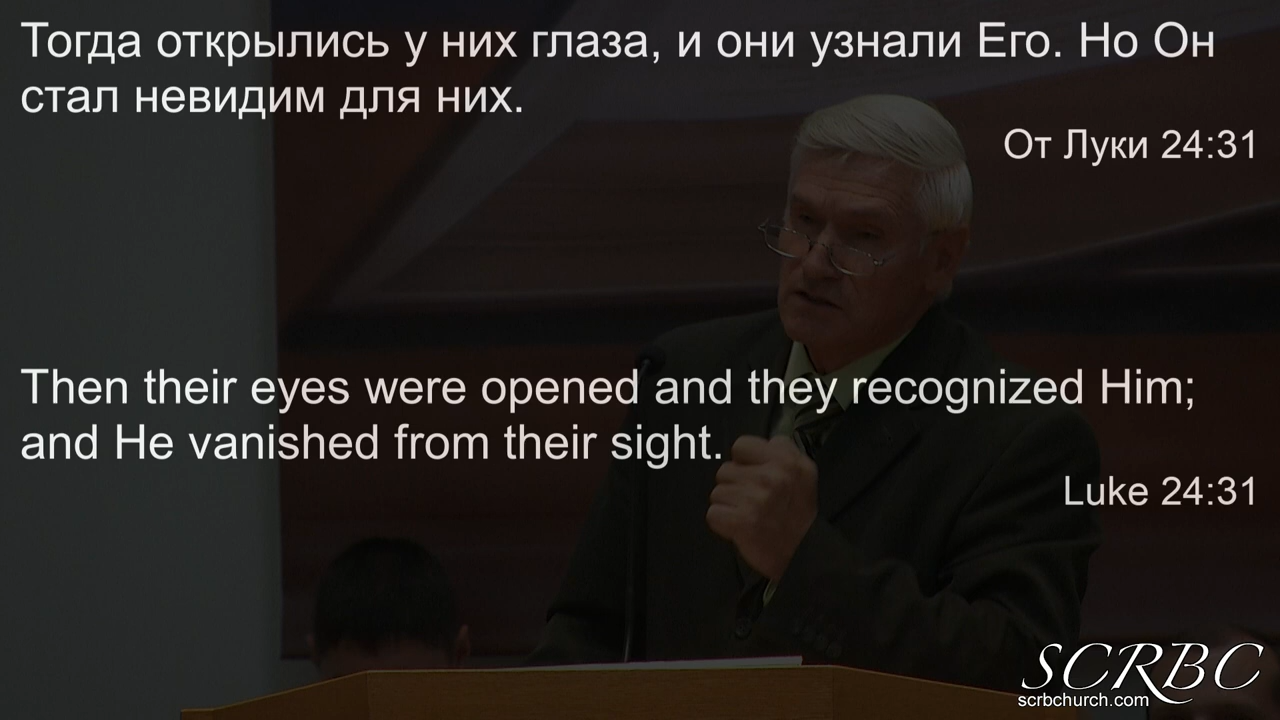 Тогда открылись у них глаза, и они узнали Его. Но Он
стал невидим для них.
От Луки 24:31
Then their eyes were opened and they recognized Him;
and He vanished from their sight.
Luke 24:31
SCRBC
scrbchurch.com